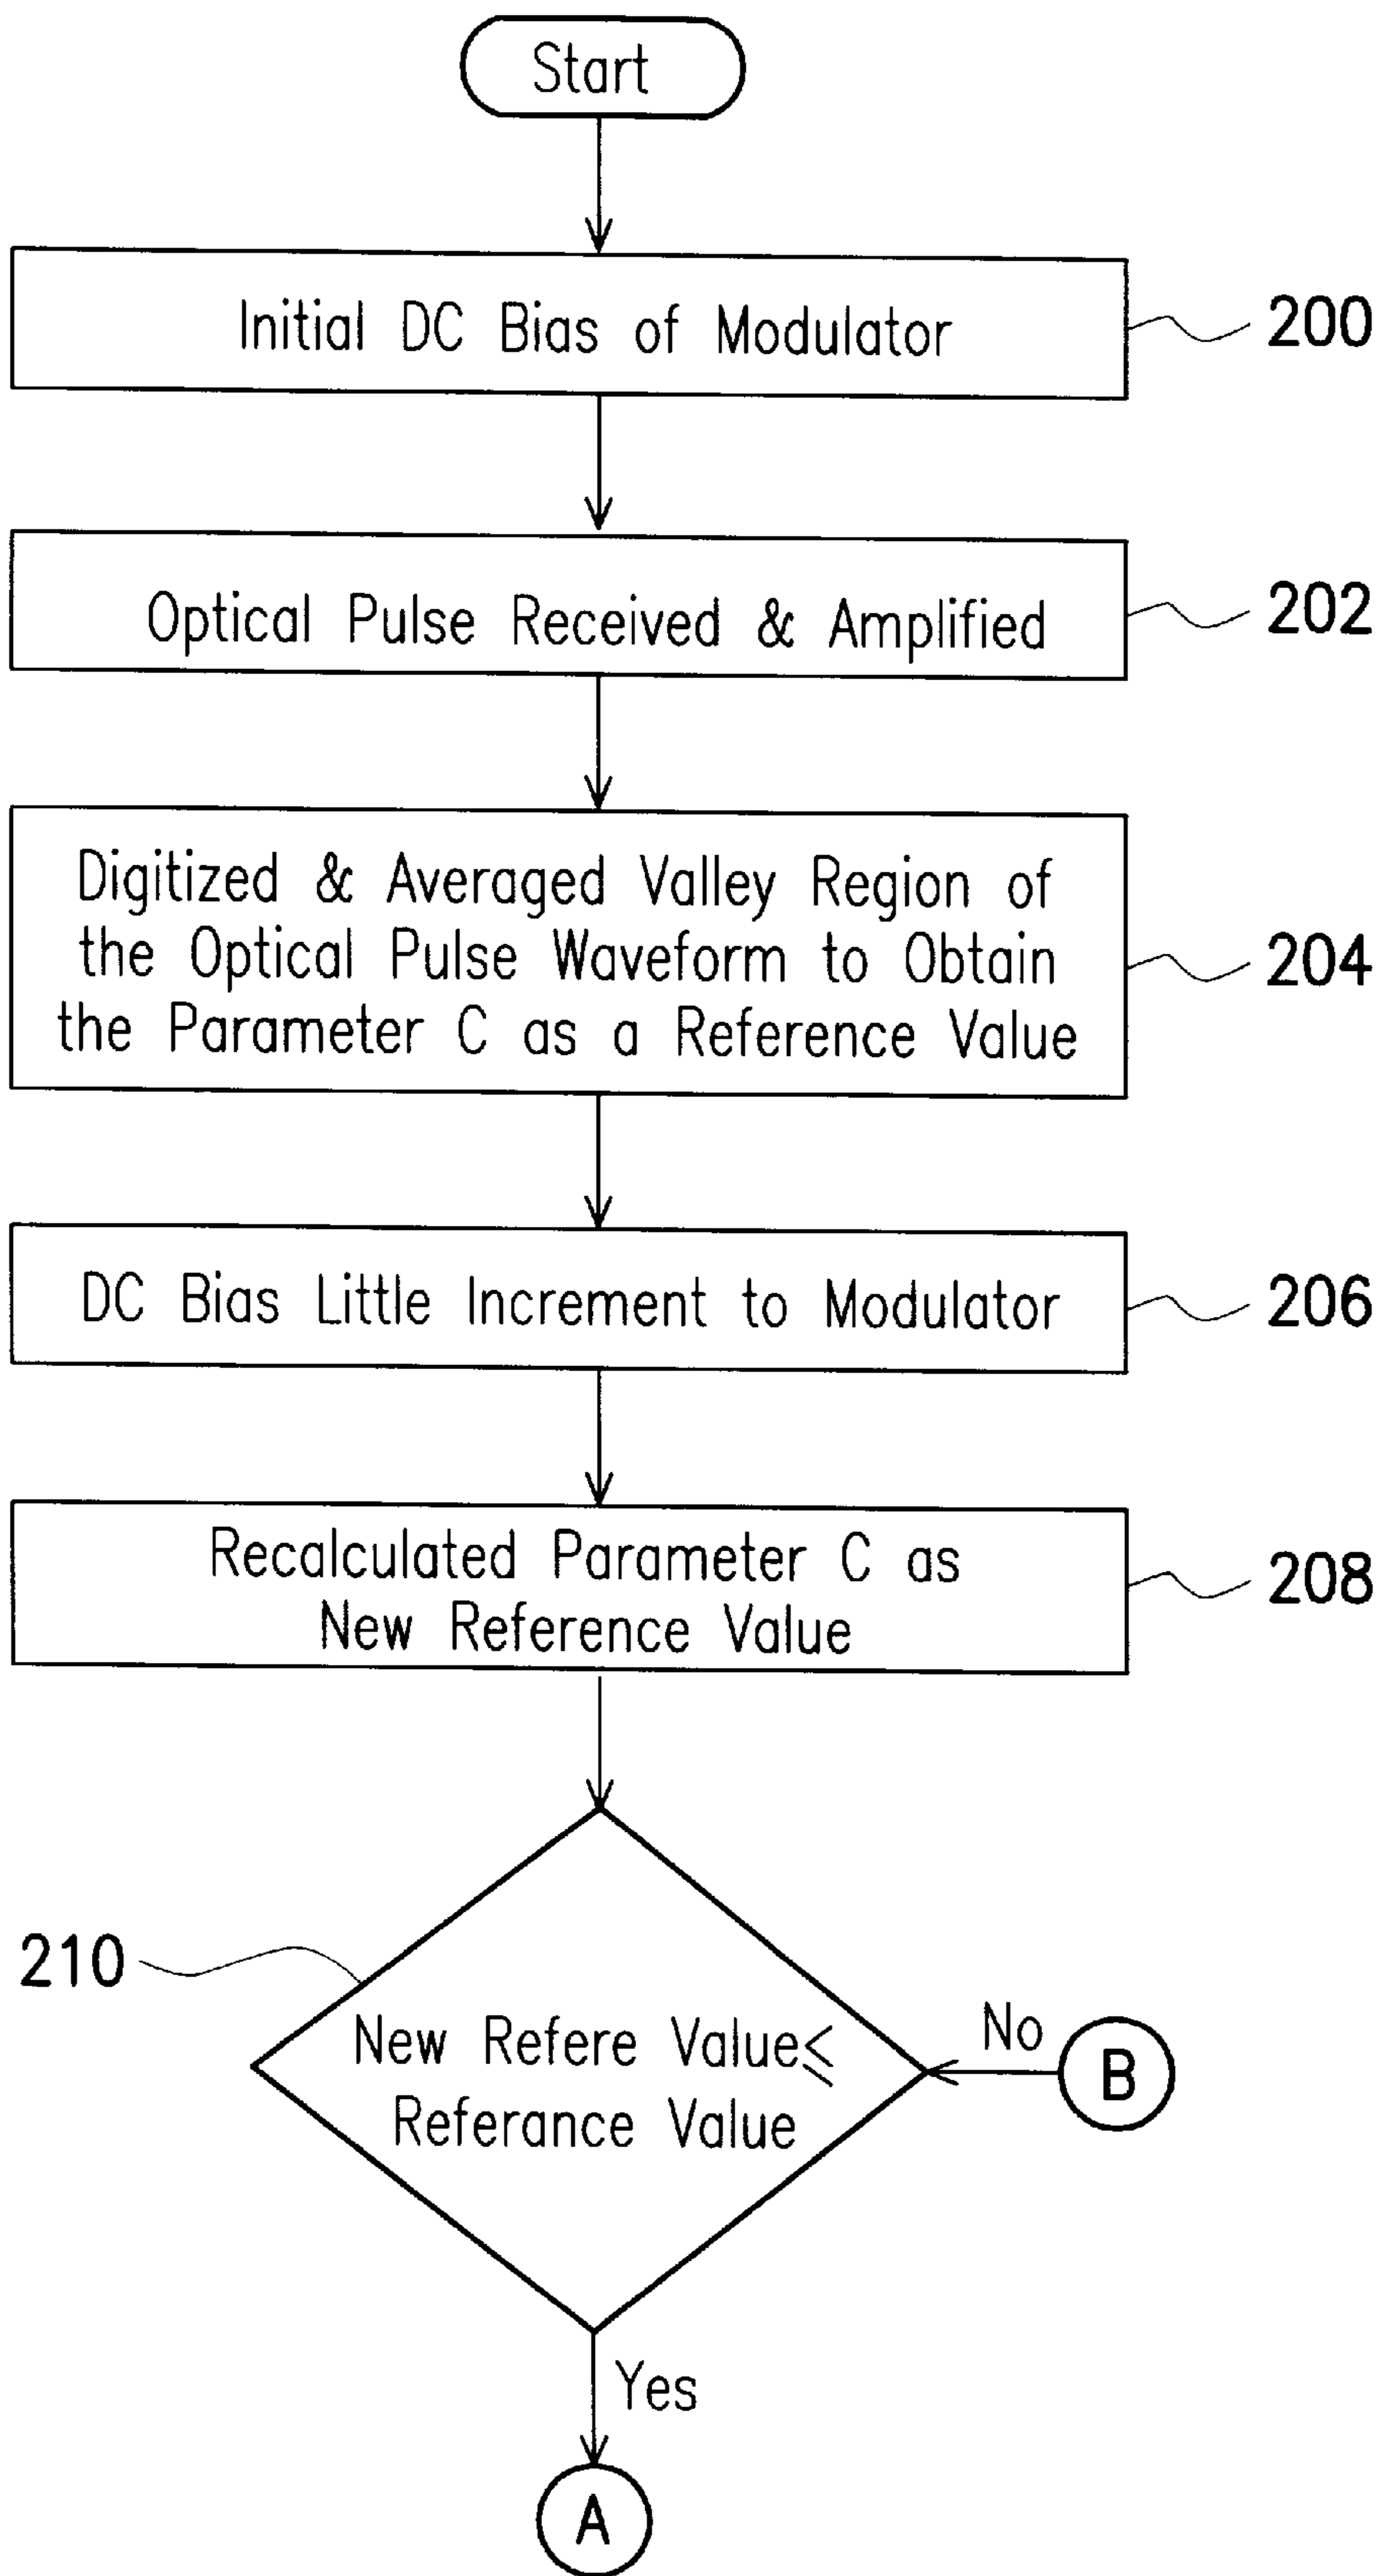 Start
Initial DC Bias of Modulator
200
Optical Pulse Received & Amplified
202
Digitized & Averaged Valley Region of
the Optical Pulse Waveform to Obtain
the Parameter C as a Reference Value
204
DC Bias Little Increment to Modulator
206
Recalculated Parameter C as
New Reference Value
208
210
New Refere Value≤
Referance Value
No
B
Yes
A